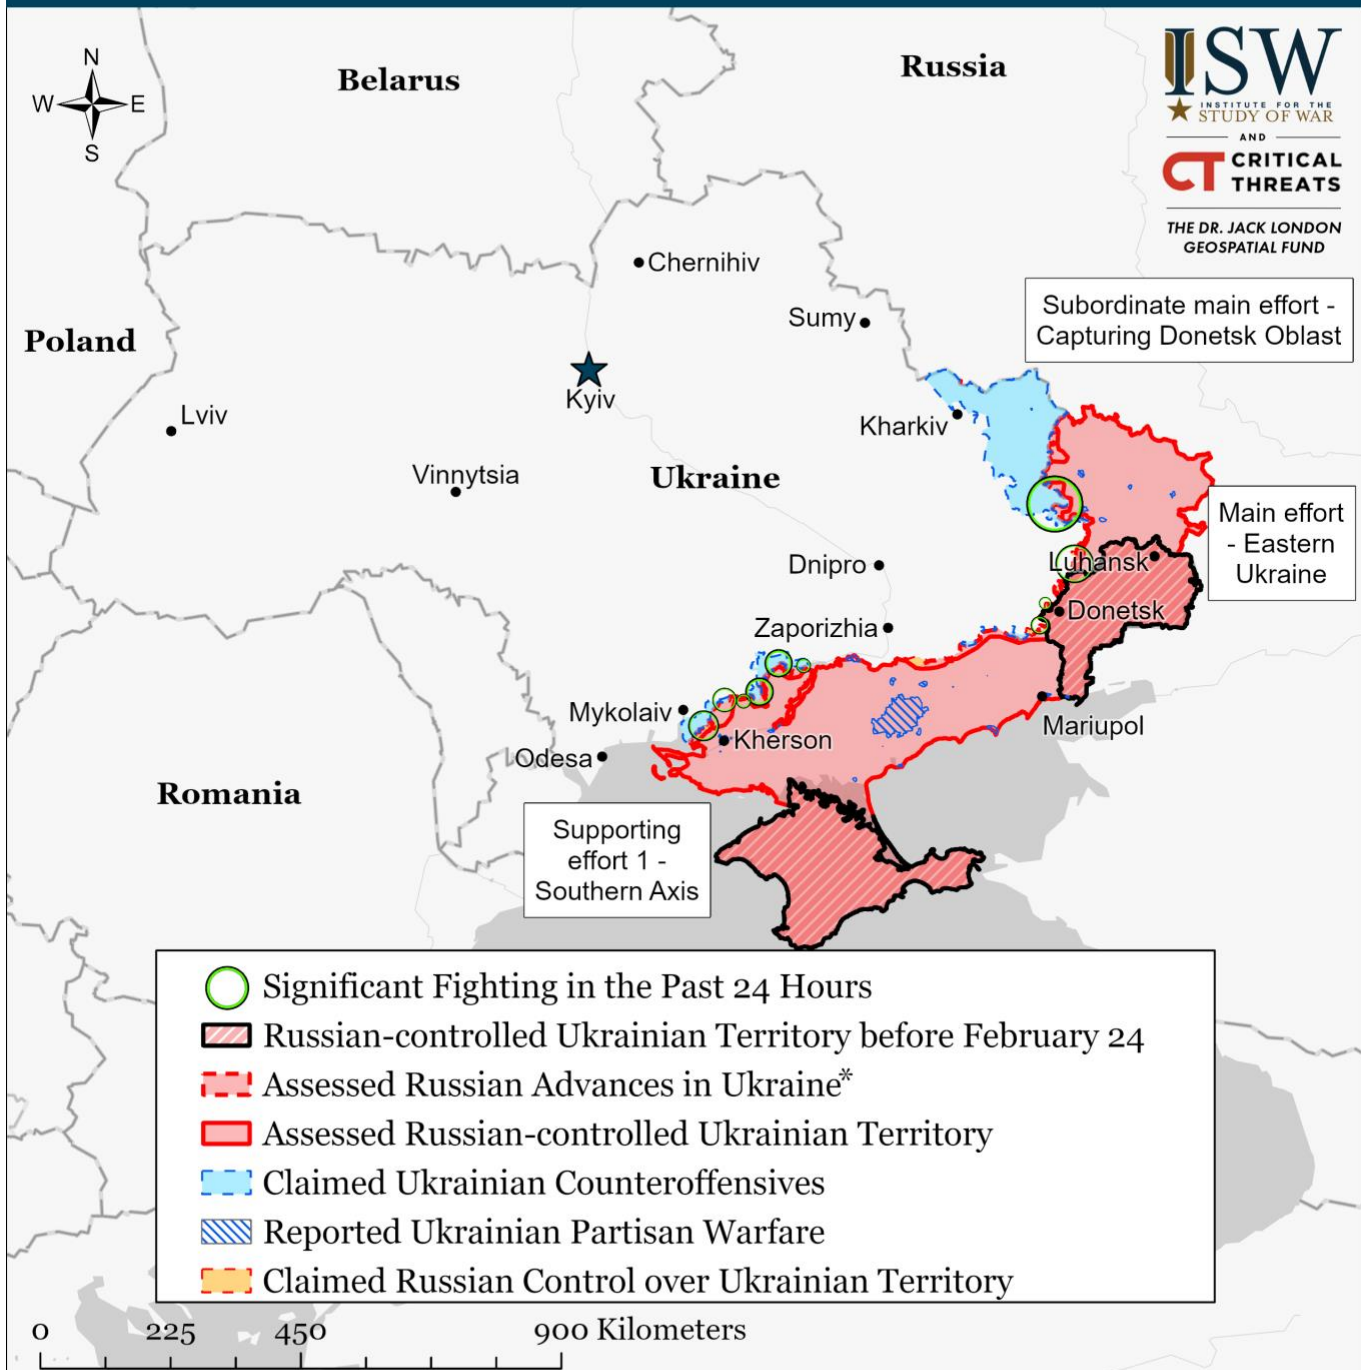 N
W
E
S
Belarus
Russia
ISW
INSTITUTE FOR THE
STUDY OF WAR
AND
CT CRITICAL
THREATS
THE DR. JACK LONDON
GEOSPATIAL FUND
Chernihiv
Subordinate main effort -
Capturing Donetsk Oblast
Sumy
Poland
Kyiv
Lviv
Kharkiv
Vinnytsia
Ukraine
Main effort
- Eastern
Ukraine
Dnipro
Luhansk
Donetsk
Zaporizhia
Mykolaiv
Mariupol
Kherson
Odesa
Romania
Supporting
effort 1 -
Southern Axis
Significant Fighting in the Past 24 Hours
Russian-controlled Ukrainian Territory before February 24
Assessed Russian Advances in Ukraine*
Assessed Russian-controlled Ukrainian Territory
Claimed Ukrainian Counteroffensives
Reported Ukrainian Partisan Warfare
Claimed Russian Control over Ukrainian Territory
0 225 450 900 Kilometers